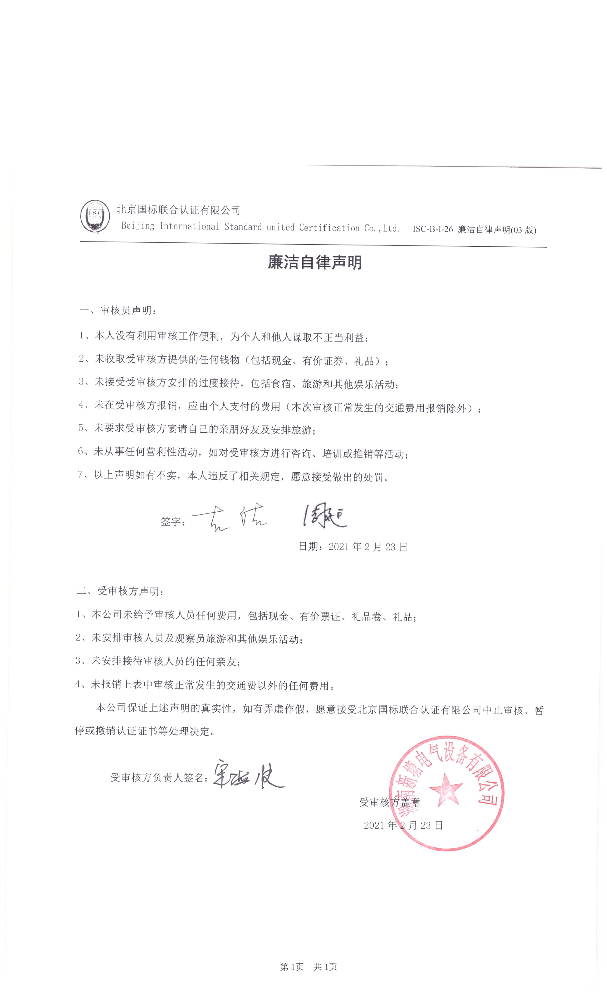 ISC
北京国标联合认证有限公司
Beijing International Standard united Certification Co.,Ltd. ISC-B-I-26 廉洁自律声明(03 版)
廉洁自律声明
一、审核员声明：
1、本人没有利用审核工作便利，为个人和他人谋取不正当利益；
2、未收取受审核方提供的任何钱物（包括现金、有价证券、礼品）；
3、未接受受审核方安排的过度接待，包括食宿、旅游和其他娱乐活动；
4、未在受审核方报销，应由个人支付的费用（本次审核正常发生的交通费用报销除外）；
5、未要求受审核方宴请自己的亲朋好友及安排旅游；
6、未从事任何营利性活动，如对受审核方进行咨询、培训或推销等活动；
7、以上声明如有不实，本人违反了相关规定，愿意接受做出的处罚。
签字：
日期：2021 年 2 月 23 日
二、受审核方声明：
1、本公司未给予审核人员任何费用，包括现金、有价票证、礼品卷、礼品；
2、未安排审核人员及观察员旅游和其他娱乐活动；
3、未安排接待审核人员的任何亲友；
4、未报销上表中审核正常发生的交通费以外的任何费用。
本公司保证上述声明的真实性，如有弄虚作假，愿意接受北京国标联合认证有限公司中止审核、暂
停或撤销认证证书等处理决定。
受审核方负责人签名：
湖南新塘电气设备有限公司
受审核方盖章
2021 年 2 月 23 日
第 1页 共 1页